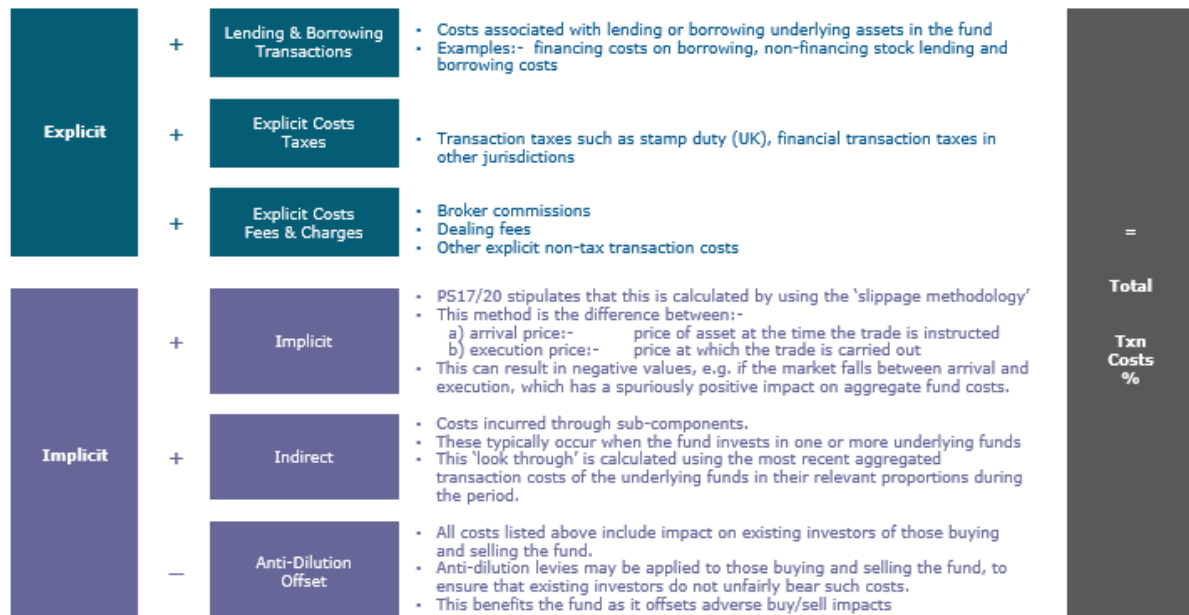 Explicit
+
Lending & Borrowing
Transactions
• Costs associated with lending or borrowing underlying assets in the fund
• Examples:- financing costs on borrowing, non-financing stock lending and
borrowing costs
+
Explicit Costs
Taxes
• Transaction taxes such as stamp duty (UK), financial transaction taxes in
other jurisdictions
+
Explicit Costs
Fees & Charges
• Broker commissions
• Dealing fees
• Other explicit non-tax transaction costs
Implicit
+
Implicit
• PS17/20 stipulates that this is calculated by using the ‘slippage methodology’
• This method is the difference between:-
a) arrival price:- price of asset at the time the trade is instructed
b) execution price:- price at which the trade is carried out
• This can result in negative values, e.g. if the market falls between arrival and
execution, which has a spuriously positive impact on aggregate fund costs.
+
Indirect
• Costs incurred through sub-components.
• These typically occur when the fund invests in one or more underlying funds
• This ‘look through’ is calculated using the most recent aggregated
transaction costs of the underlying funds in their relevant proportions during
the period.
–
Anti-Dilution
Offset
• All costs listed above include impact on existing investors of those buying
and selling the fund.
• Anti-dilution levies may be applied to those buying and selling the fund, to
ensure that existing investors do not unfairly bear such costs.
• This benefits the fund as it offsets adverse buy/sell impacts
=
Total
Txn
Costs
%